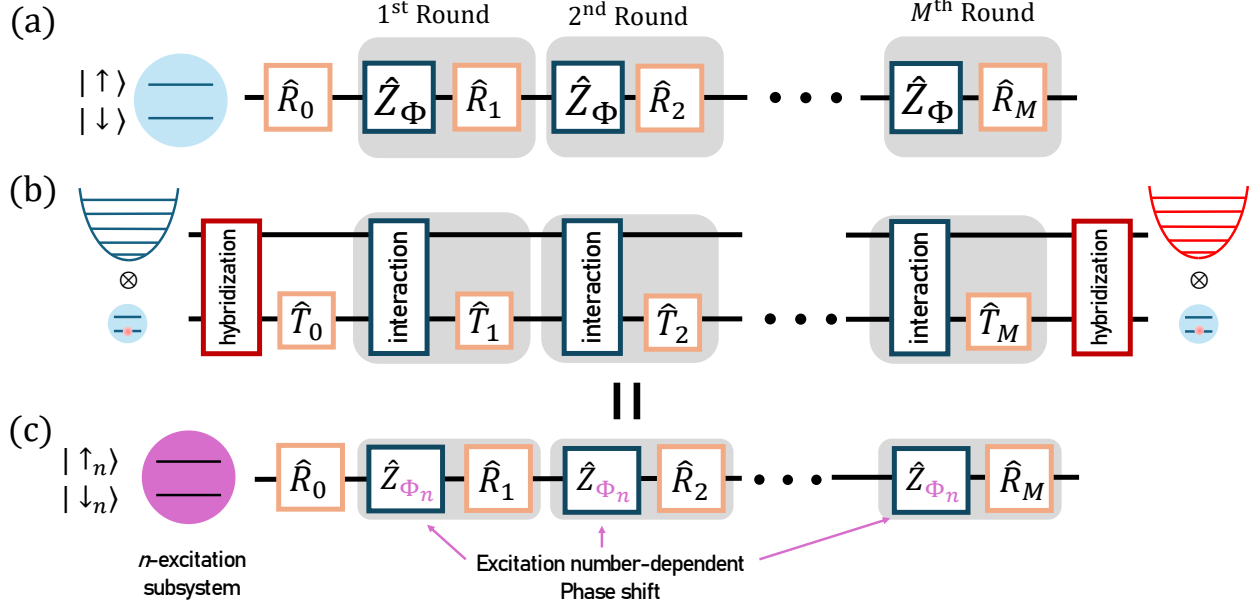 (a)
1st Round
2nd Round
Mth Round
| ↑⟩
| ↓⟩
R̂0
ẐΦ
R̂1
ẐΦ
R̂2
ẐΦ
R̂M
(b)
⊗
hybridization
T̂0
interaction
T̂1
interaction
T̂2
interaction
T̂M
hybridization
⊗
(c)
| ↑n⟩
| ↓n⟩
R̂0
ẐΦn
R̂1
ẐΦn
R̂2
ẐΦn
R̂M
n-excitation
subsystem
Excitation number-dependent
Phase shift